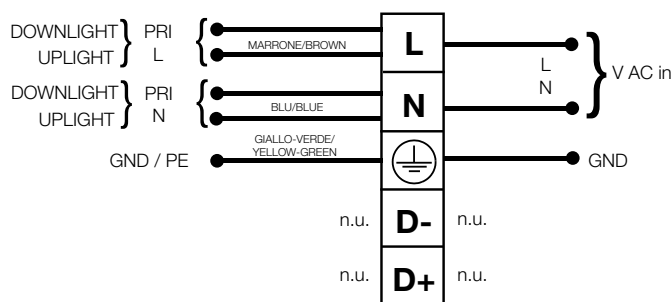 DOWNLIGHT } PRI {
UPLIGHT } L {
MARRONE/BROWN
L
L
N
} V AC in
DOWNLIGHT } PRI {
UPLIGHT } N {
BLU/BLUE
N
GND / PE
GIALLO-VERDE/
YELLOW-GREEN
GND
n.u. D- n.u.
n.u. D+ n.u.